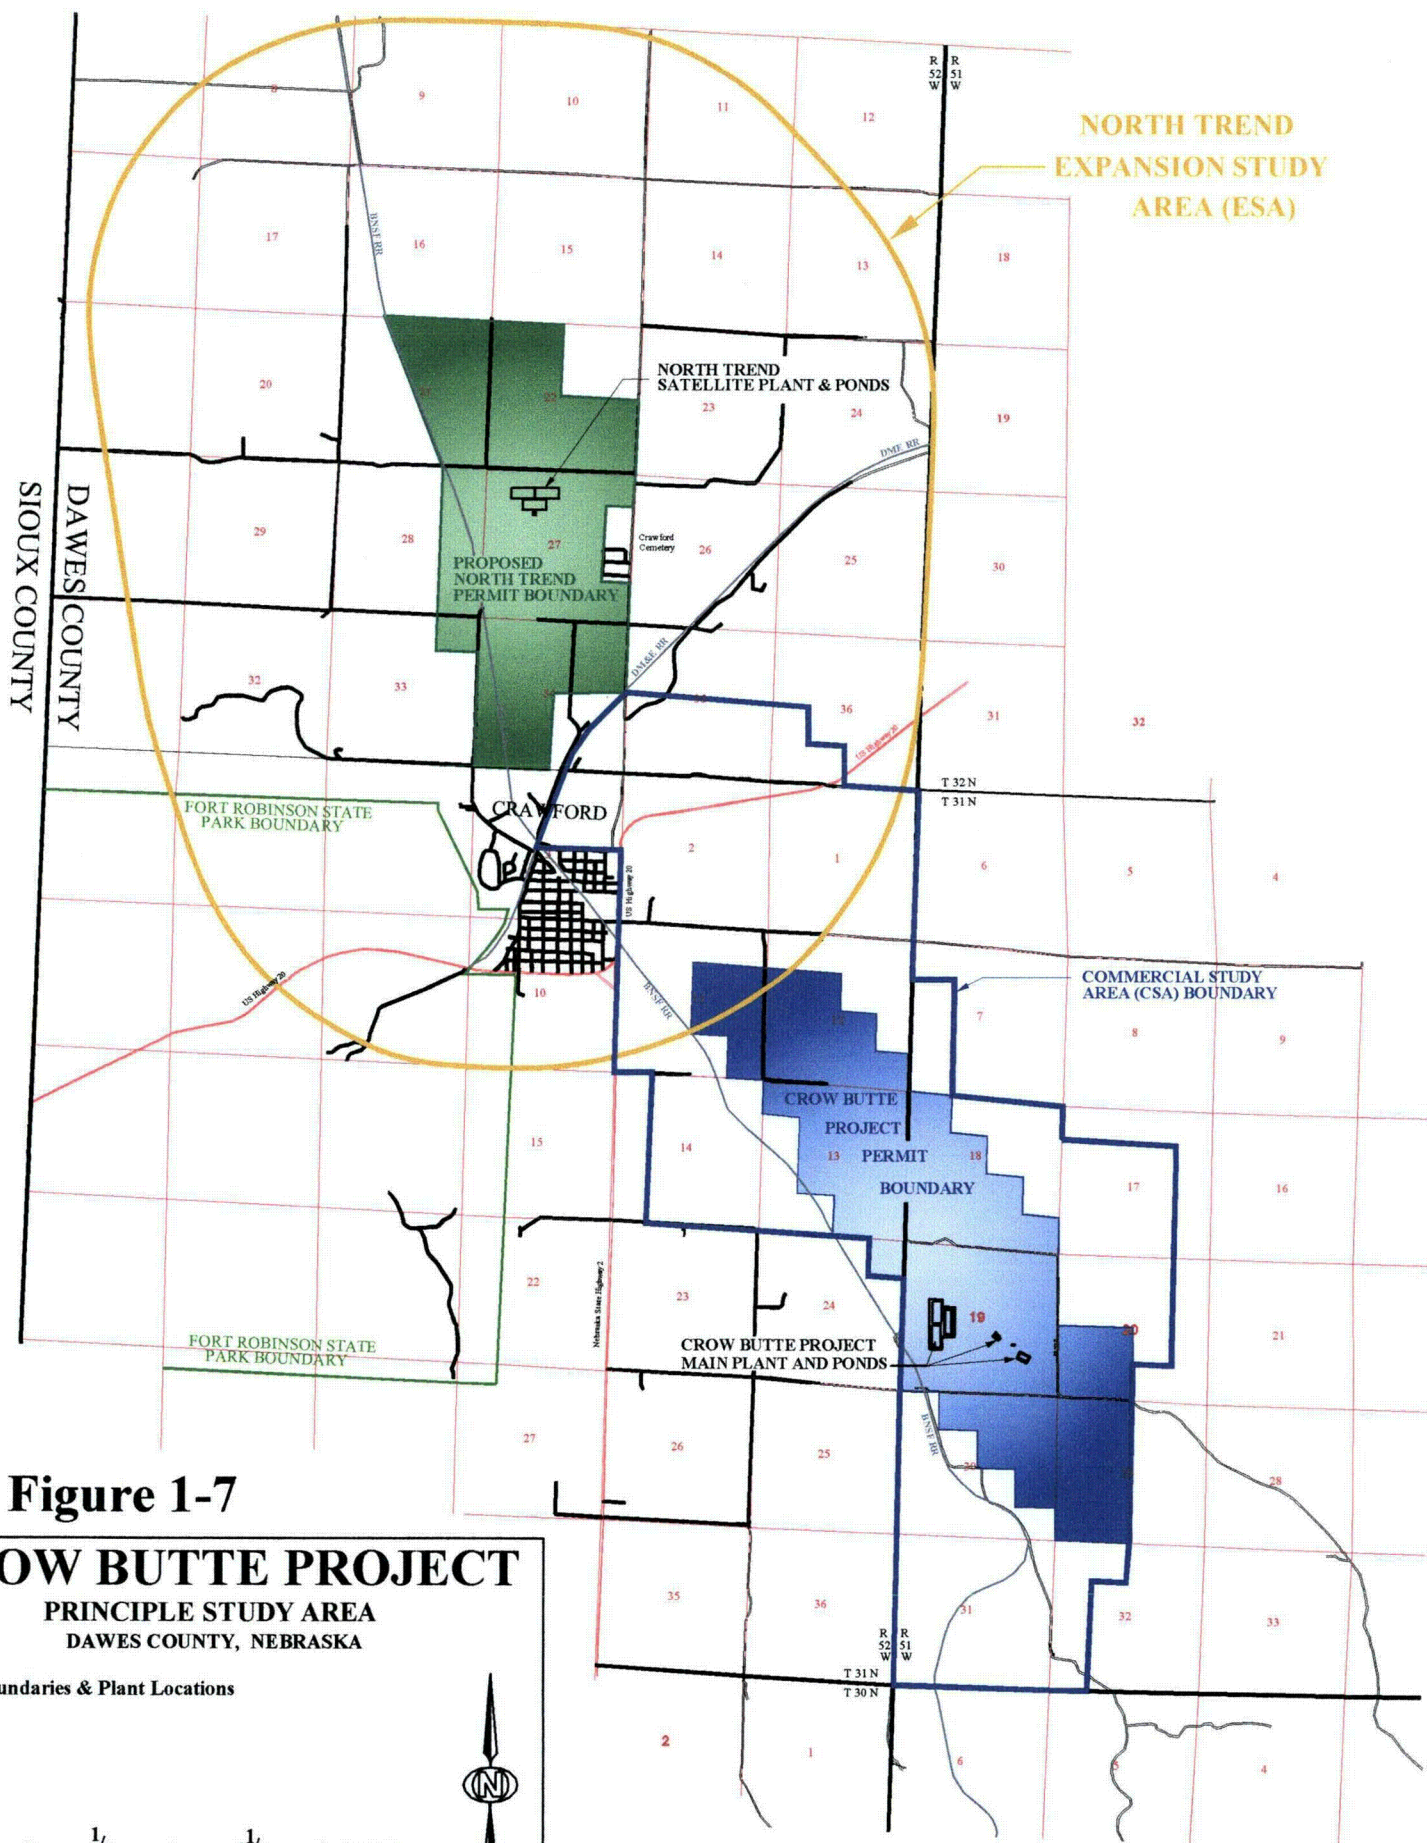 R R
52 51
W W
8
9
10
11
12
NORTH TREND
EXPANSION STUDY
AREA (ESA)
BNSF RR
17
16
15
14
13
18
NORTH TREND
SATELLITE PLANT & PONDS
20
21
22
23
24
19
DME RR
SIOUX COUNTY
DAWES COUNTY
29
28
27
Crawford
Cemetery
26
25
30
PROPOSED
NORTH TREND
PERMIT BOUNDARY
DM&E RR
32
33
36
31
32
US Highway 20
T 32 N
T 31 N
FORT ROBINSON STATE
PARK BOUNDARY
CRAWFORD
2
1
6
5
4
US Highway 20
US Highway 20
10
BNSF RR
COMMERCIAL STUDY
AREA (CSA) BOUNDARY
7
8
9
CROW BUTTE
PROJECT
PERMIT
BOUNDARY
15
14
13
18
17
16
22
Nebraska State Highway 2
23
24
19
20
21
FORT ROBINSON STATE
PARK BOUNDARY
CROW BUTTE PROJECT
MAIN PLANT AND PONDS
BNSF RR
27
26
25
28
35
36
31
32
33
R R
52 51
W W
T 31 N
T 30 N
2
1
6
5
4
Figure 1-7
OW BUTTE PROJECT
PRINCIPLE STUDY AREA
DAWES COUNTY, NEBRASKA
undaries & Plant Locations
N
1/
1/